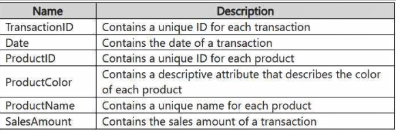 Name Description
TransactionID Contains a unique ID for each transaction
Date Contains the date of a transaction
ProductID Contains a unique ID for each product
ProductColor Contains a descriptive attribute that describes the color
of each product
ProductName Contains a unique name for each product
SalesAmount Contains the sales amount of a transaction